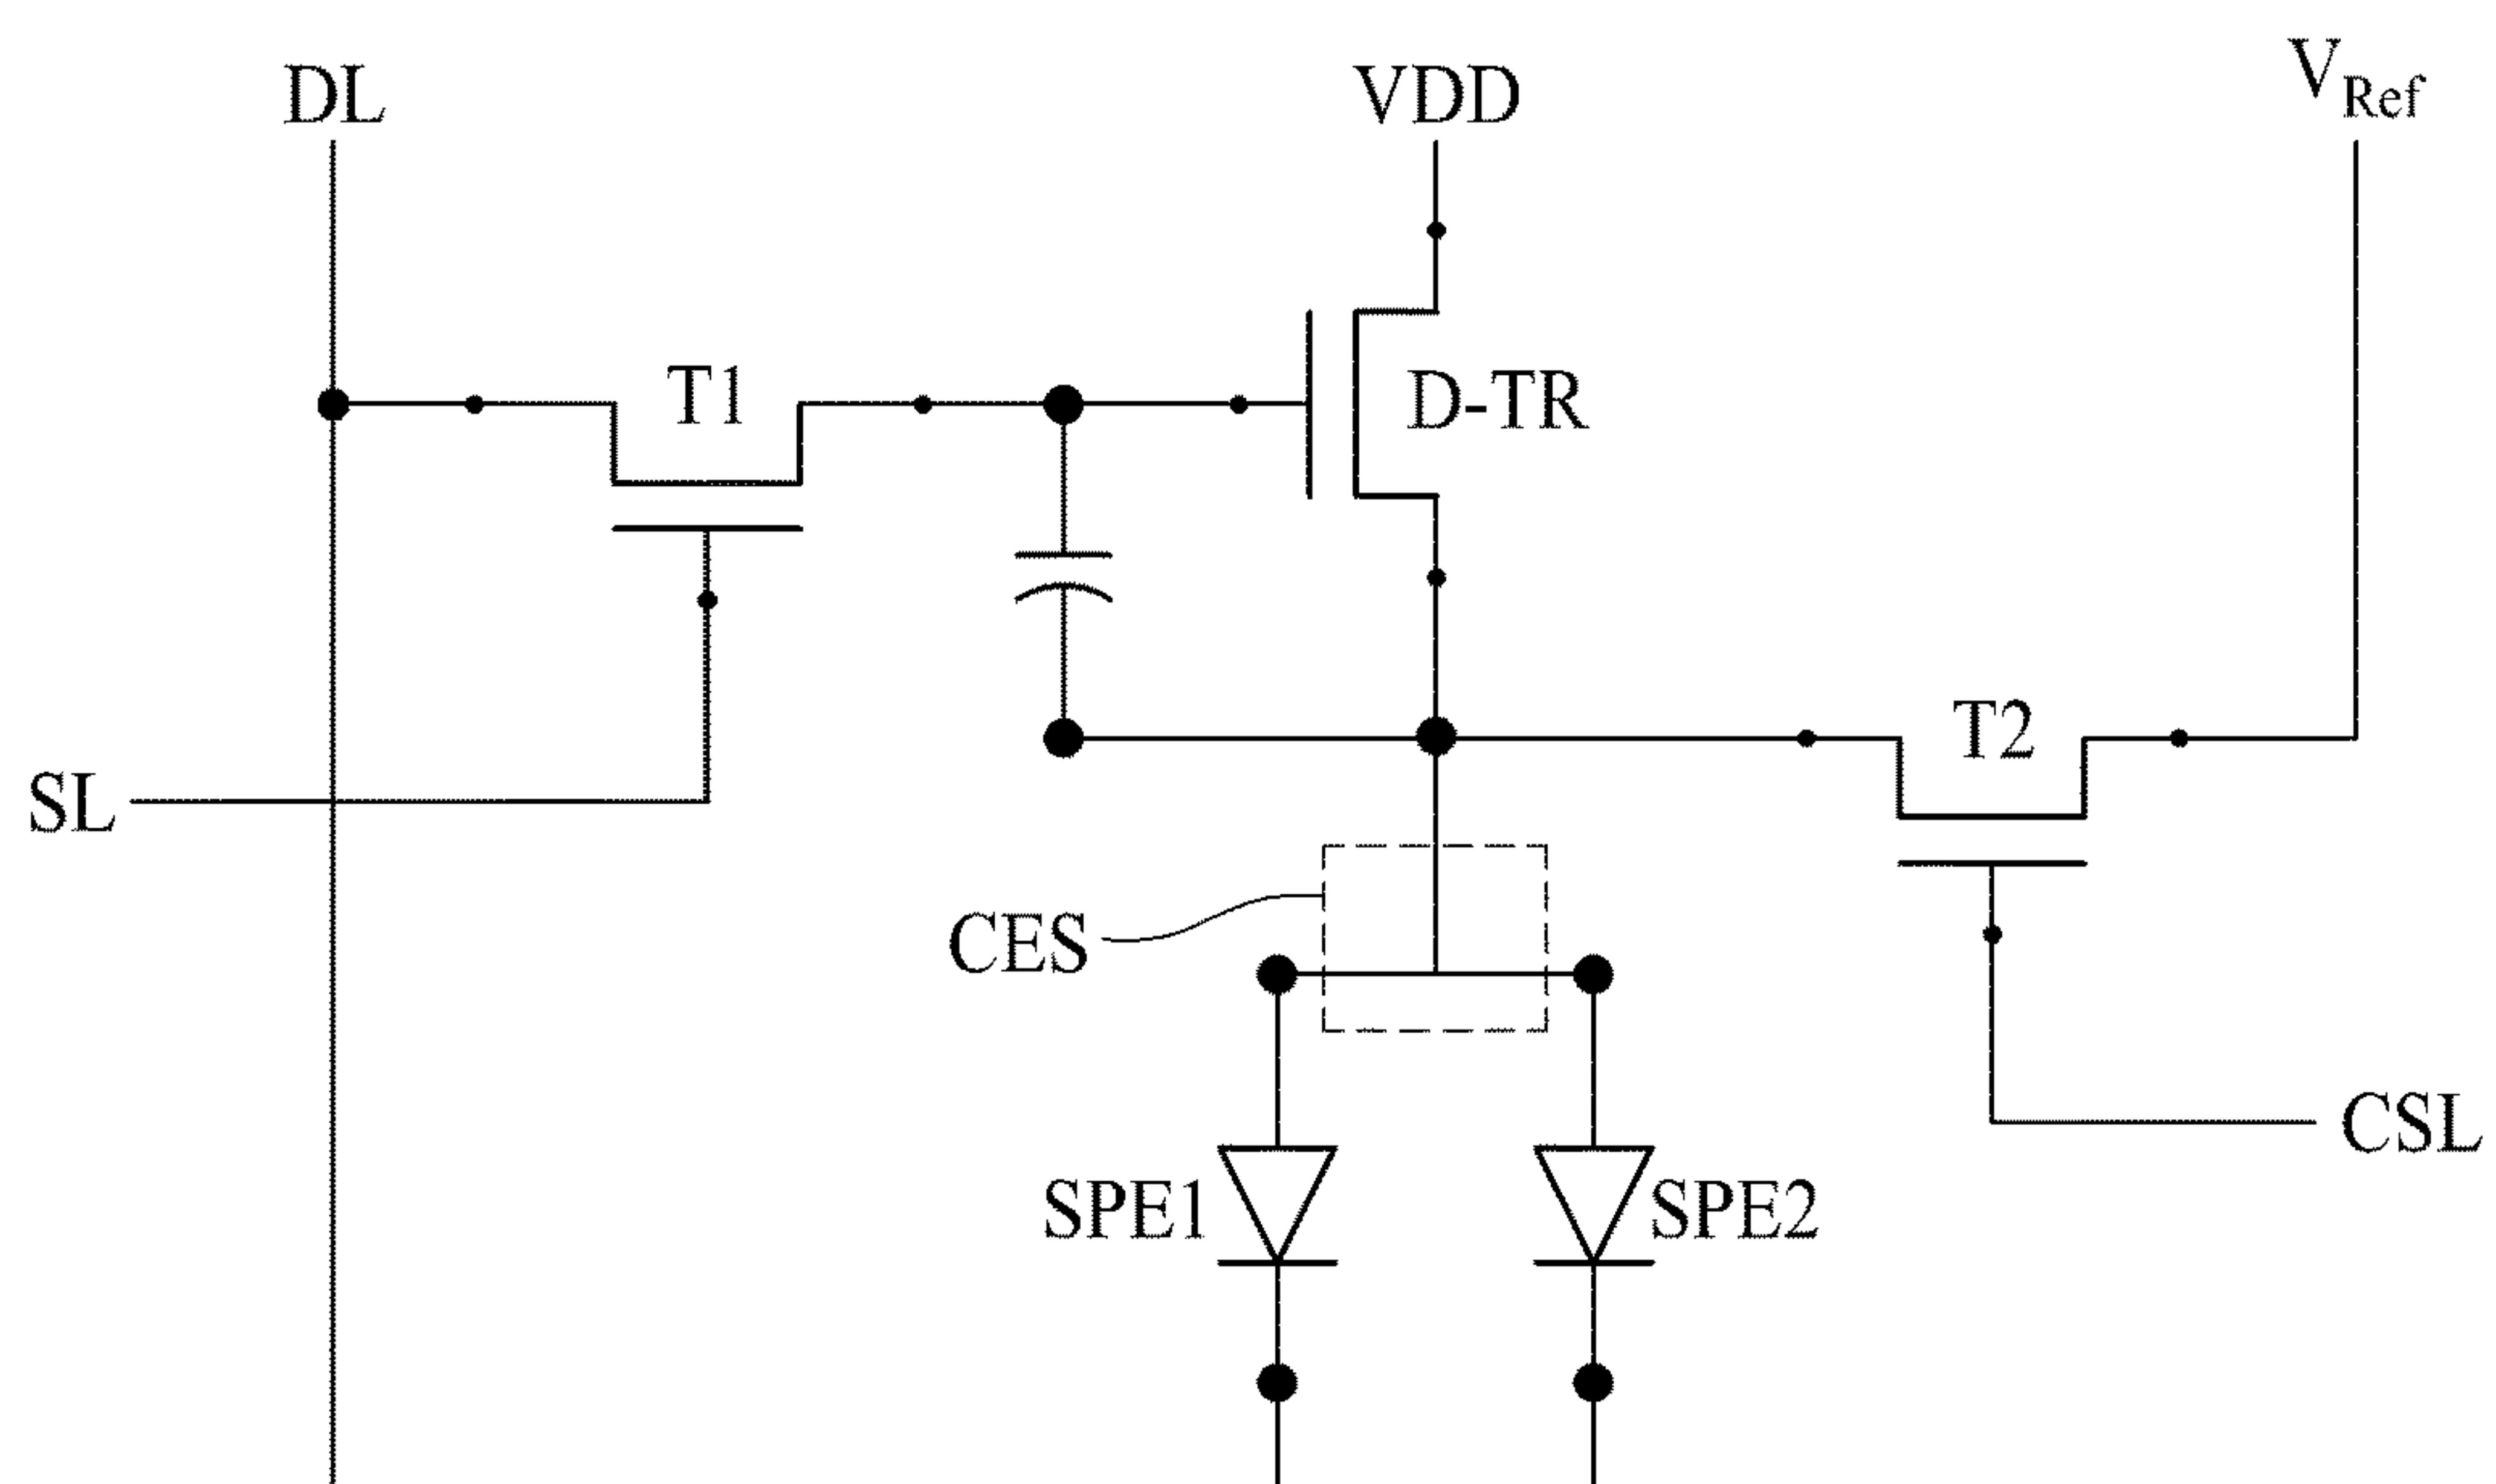 DL
VDD
VRef
T1
D-TR
T2
SL
CES
CSL
SPE1
SPE2